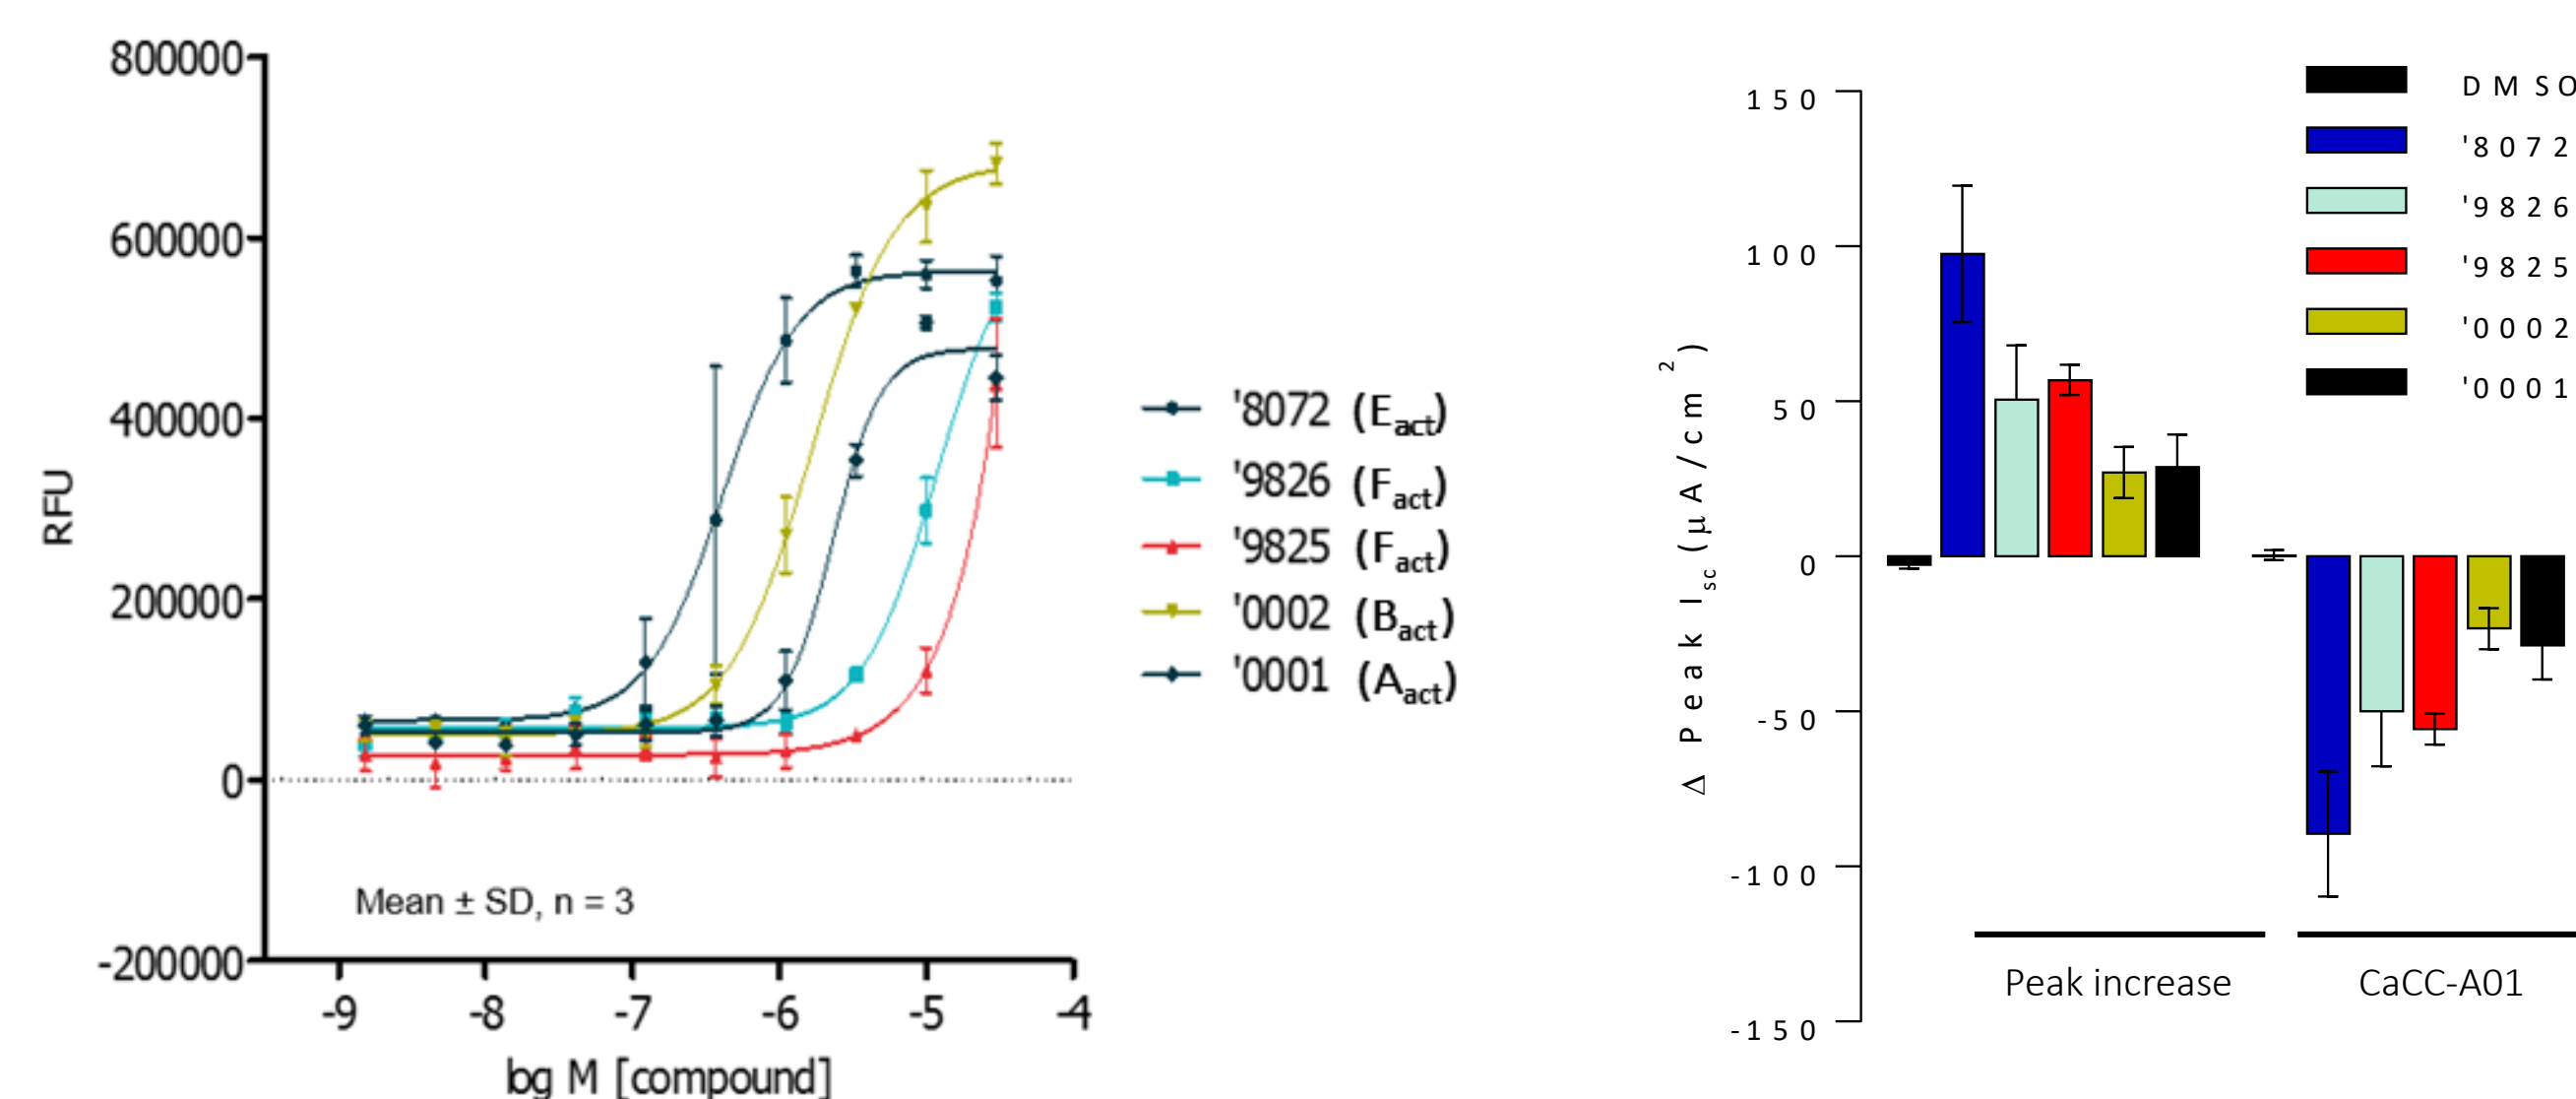 800000
600000
400000
200000
0
-200000
RFU
-9
-8
-7
-6
-5
-4
bg M [compound]
Mean ± SD, n = 3
'8072 (Eact)
'9826 (Fact)
'9825 (Fact)
'0002 (Bact)
'0001 (Aact)
150
100
50
0
-50
-100
-150
Δ Peak Isc (μA/cm2)
DMSO
'8072
'9826
'9825
'0002
'0001
Peak increase
CaCC-A01